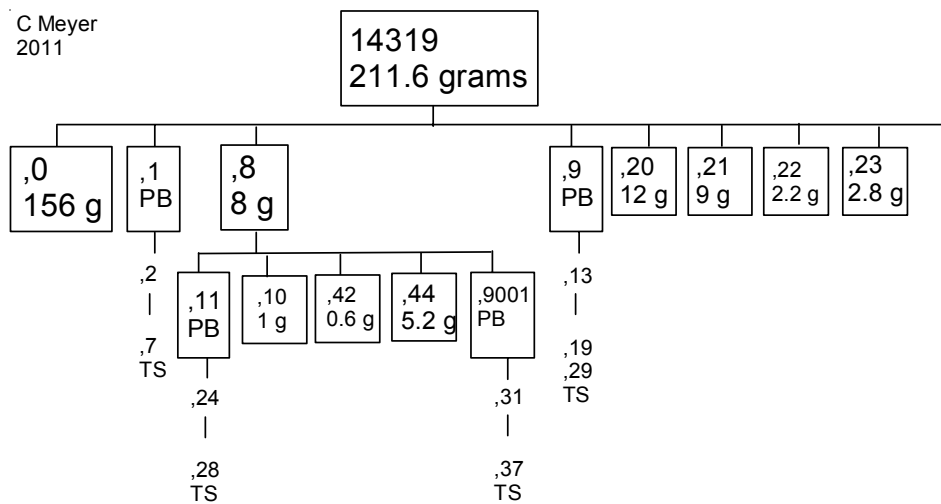 C Meyer
2011
14319
211.6 grams
,0
156 g
,1
PB
,8
8 g
,9
PB
,20
12 g
,21
9 g
,22
2.2 g
,23
2.8 g
,2
,7
TS
,11
PB
,10
1 g
,42
0.6 g
,44
5.2 g
,9001
PB
,13
,19
,29
TS
,24
,28
TS
,31
,37
TS